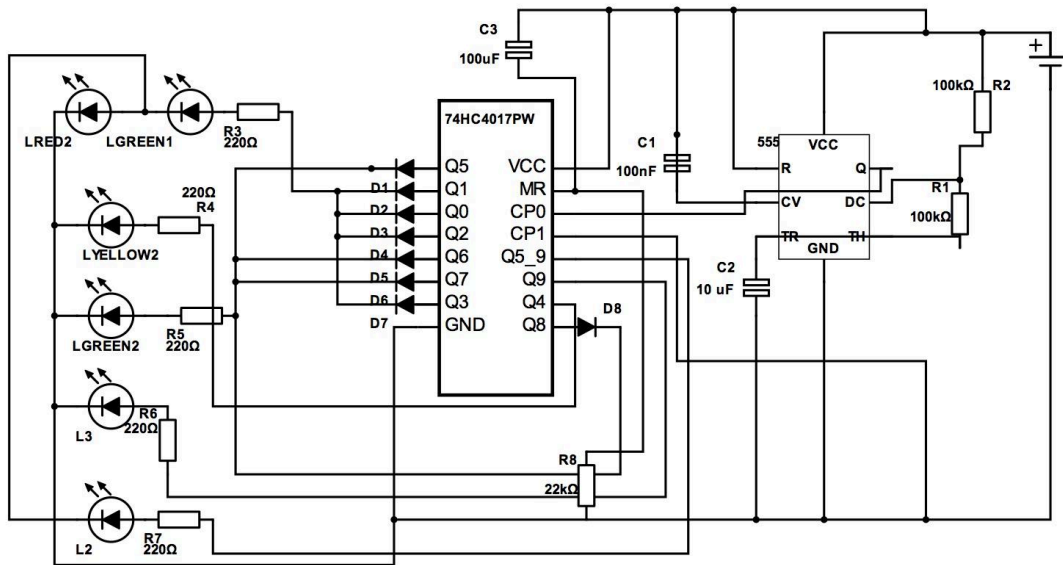 C3
100uF
+
100kΩ
R2
LRED2
LGREEN1
R3
220Ω
74HC4017PW
C1
100nF
555
VCC
R
Q
R1
CV
DC
100kΩ
TR
GND
TH
Q5
VCC
D1
Q1
MR
D2
Q0
CP0
D3
Q2
CP1
D4
Q6
Q5_9
D5
Q7
Q9
D6
Q3
Q4
D7
GND
Q8
D8
220Ω
R4
LYELLOW2
C2
10 uF
R5
220Ω
LGREEN2
R6
220Ω
L3
R8
22kΩ
L2
R7
220Ω